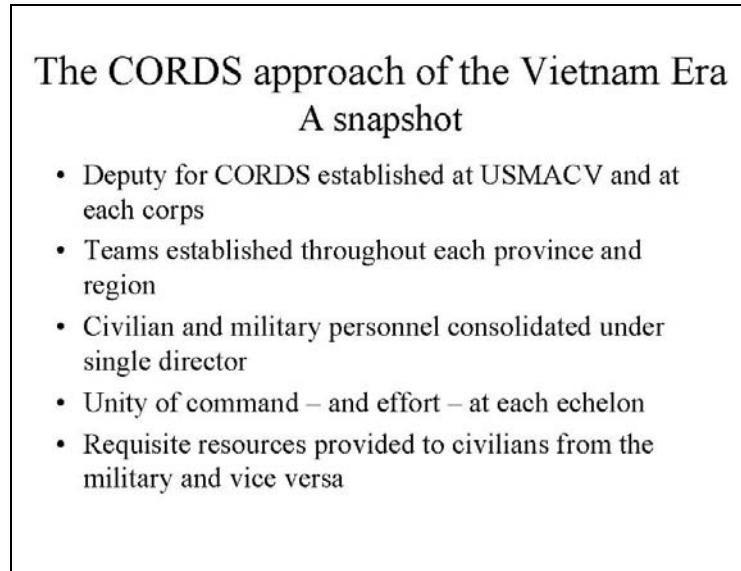 The CORDS approach of the Vietnam Era
A snapshot
• Deputy for CORDS established at USMACV and at
each corps
• Teams established throughout each province and
region
• Civilian and military personnel consolidated under
single director
• Unity of command – and effort – at each echelon
• Requisite resources provided to civilians from the
military and vice versa